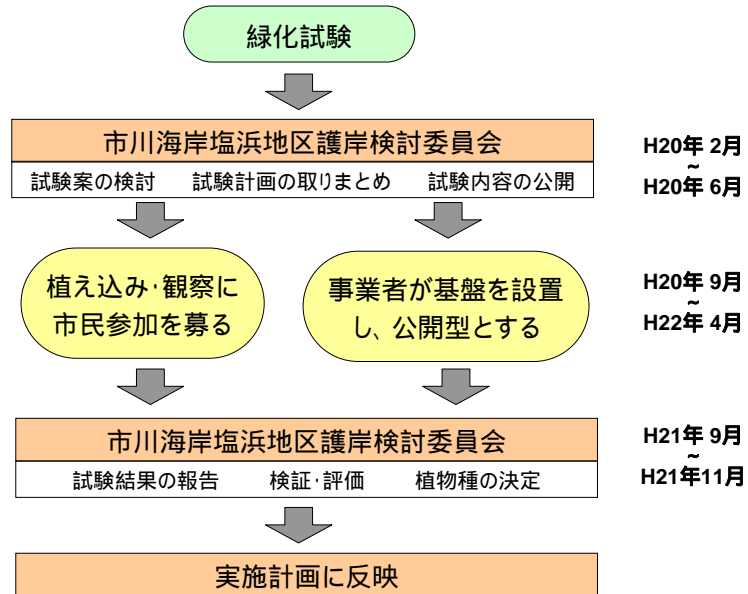 緑化試験
市川海岸塩浜地区護岸検討委員会
試験案の検討 試験計画の取りまとめ 試験内容の公開
H20年 2月
~
H20年 6月
植え込み・観察に
市民参加を募る
事業者が基盤を設置
し、公開型とする
H20年 9月
~
H22年 4月
市川海岸塩浜地区護岸検討委員会
試験結果の報告 検証・評価 植物種の決定
H21年 9月
~
H21年11月
実施計画に反映